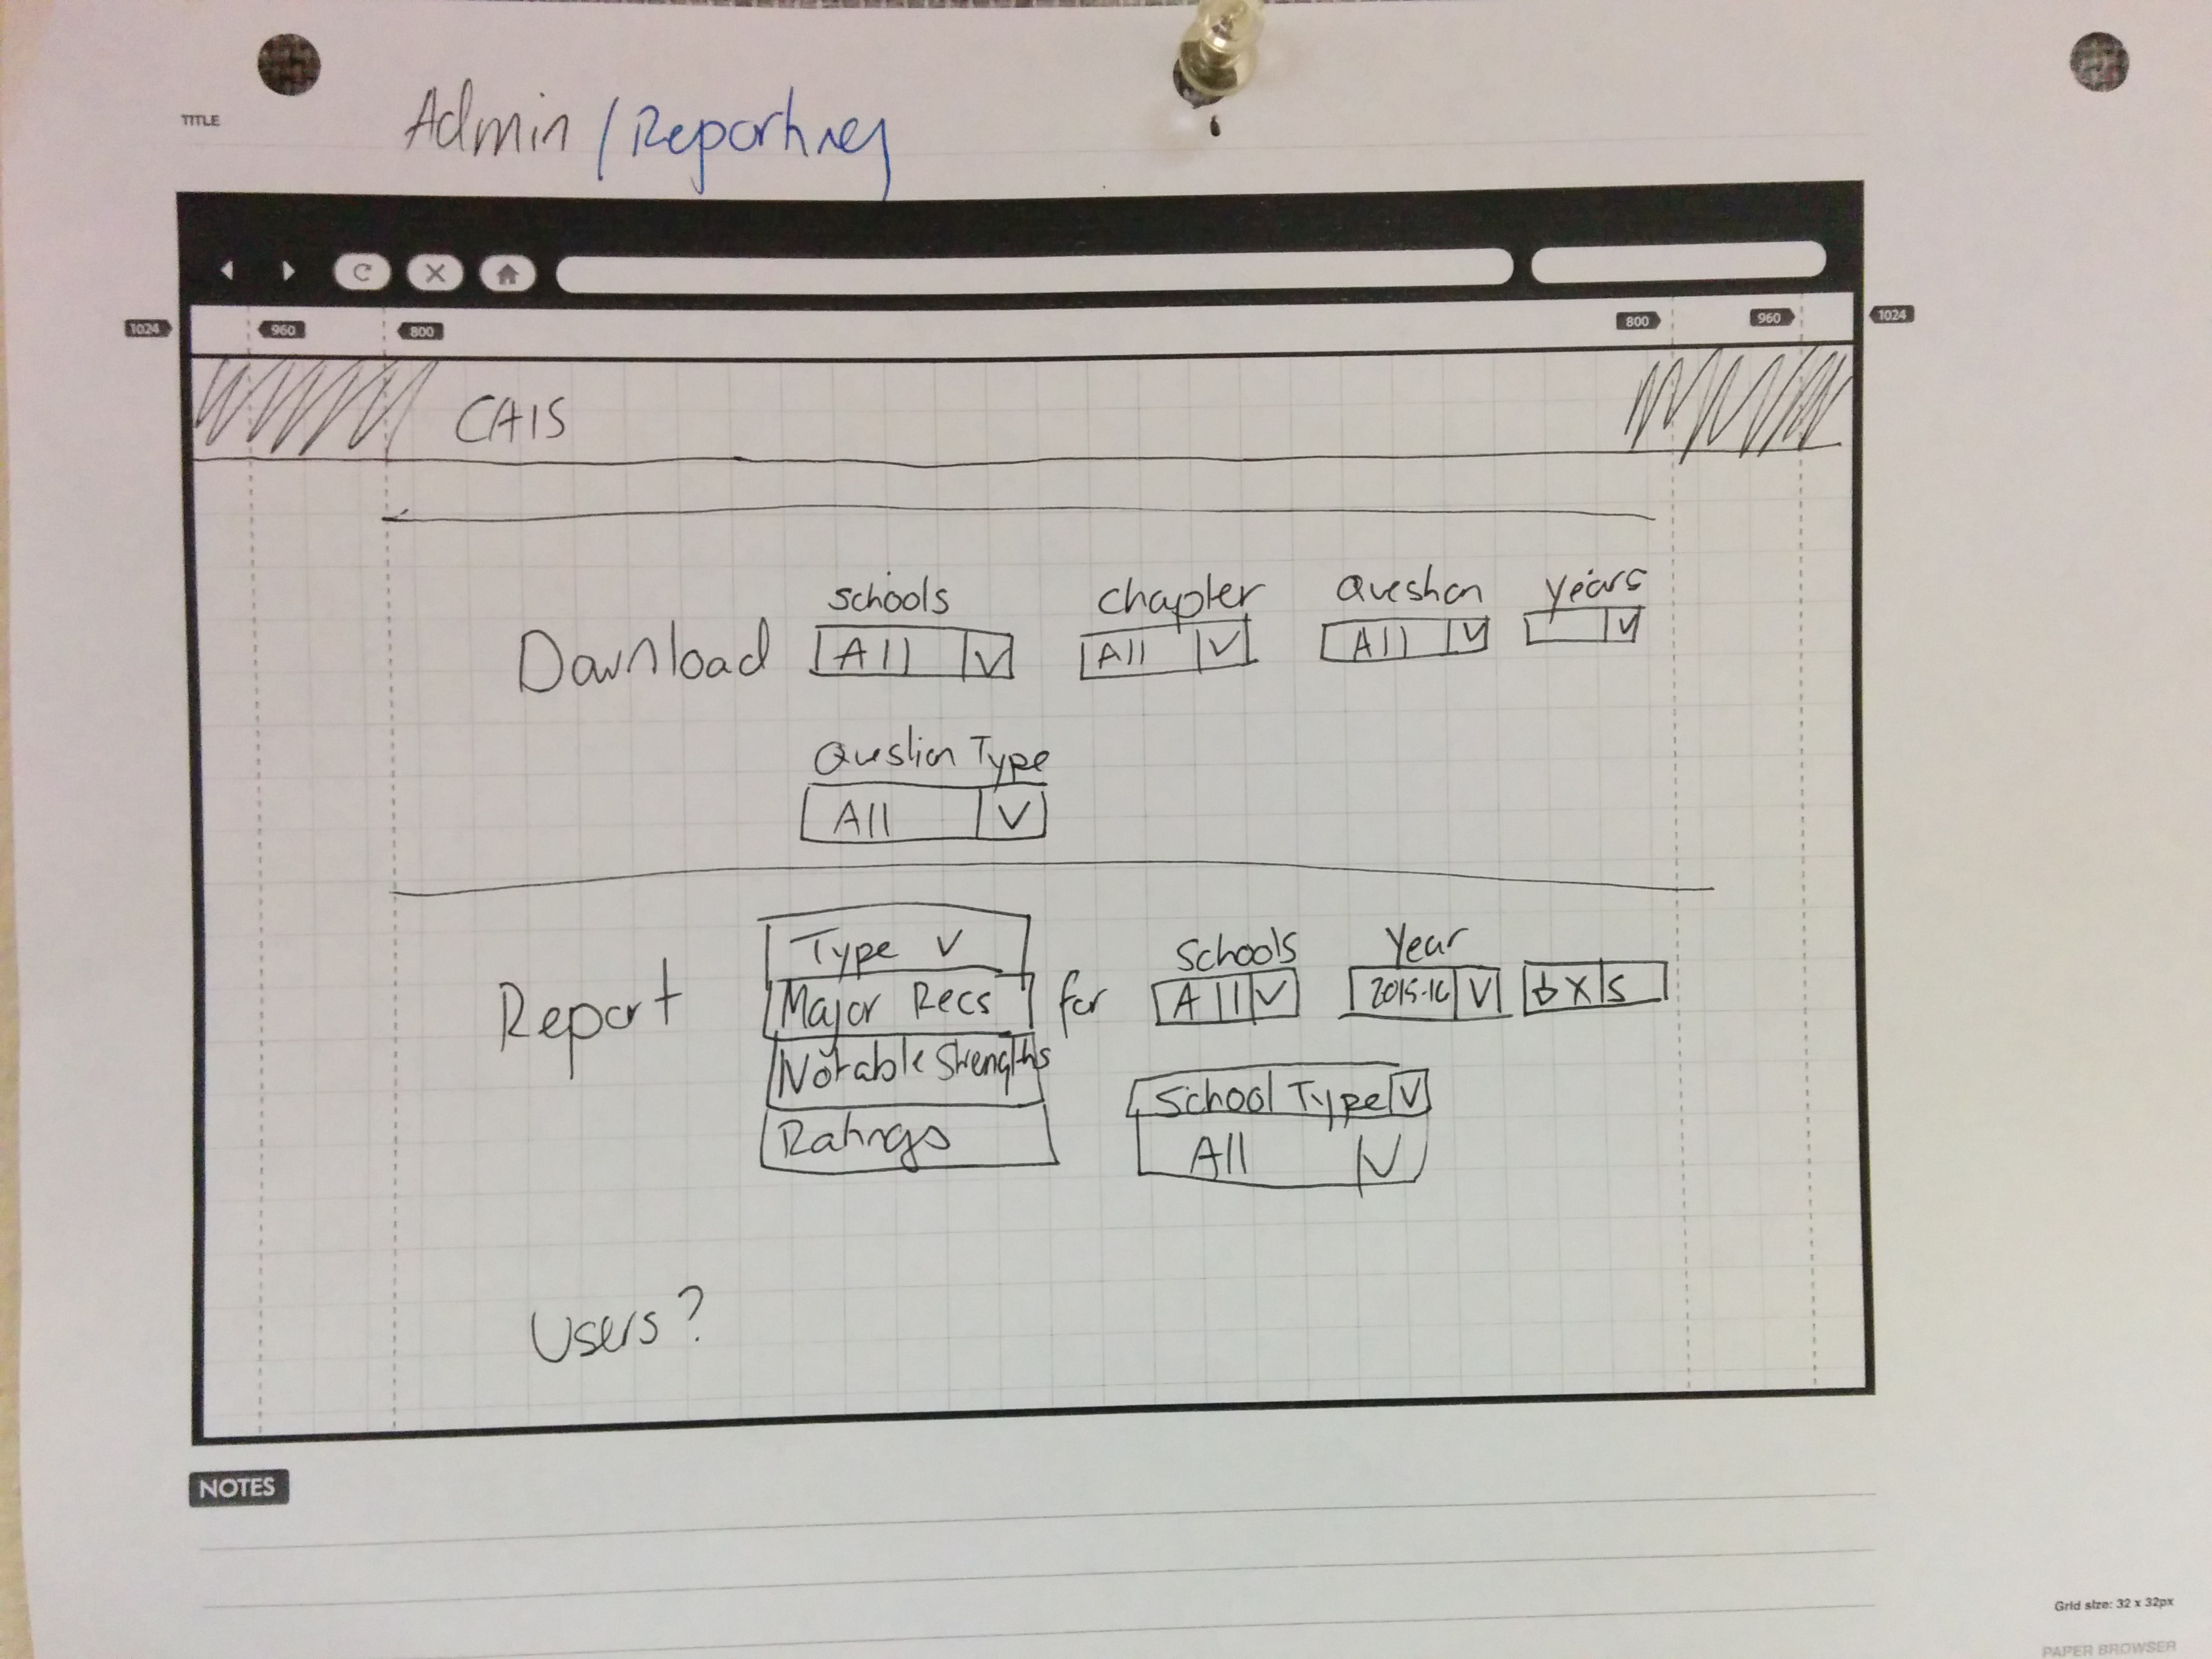 TITLE Admin / Reporting
1024 960 800 800 960 1024
CAIS
schools chapter Question years
Download All All All
Question Type
All
Schools Year
Type
Report Major Recs for All 2015-16 xls
Notable Strengths
School Type
Ratings All
Users?
NOTES
Grid size: 32 x 32px
PAPER BROWSER